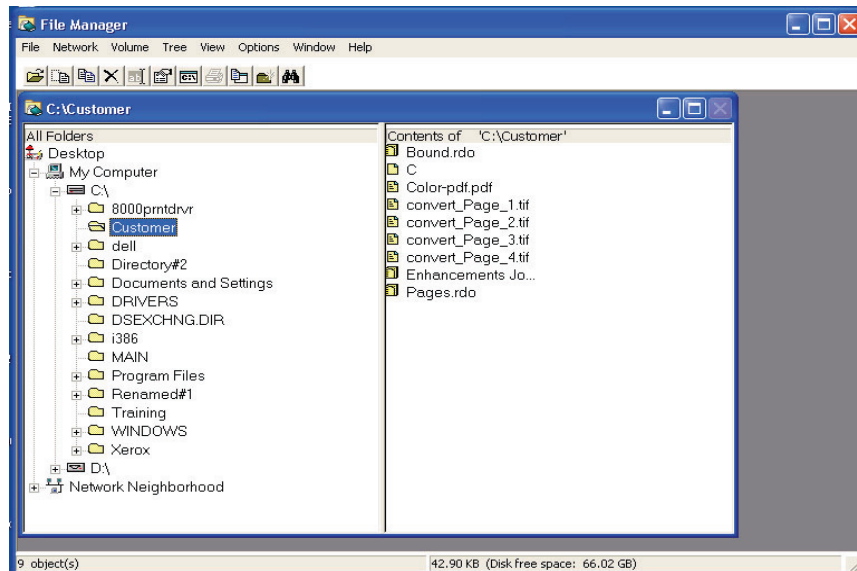 File Manager
File Network Volume Tree View Options Window Help
C:\Customer
All Folders
Desktop
My Computer
C:\
8000prntdrvr
Customer
dell
Directory#2
Documents and Settings
DRIVERS
DSEXCHNG.DIR
i386
MAIN
Program Files
Renamed#1
Training
WINDOWS
Xerox
D:\
Network Neighborhood
Contents of 'C:\Customer'
Bound.rdo
C
Color-pdf.pdf
convert_Page_1.tif
convert_Page_2.tif
convert_Page_3.tif
convert_Page_4.tif
Enhancements Jo...
Pages.rdo
9 object(s)
42.90 KB (Disk free space: 66.02 GB)